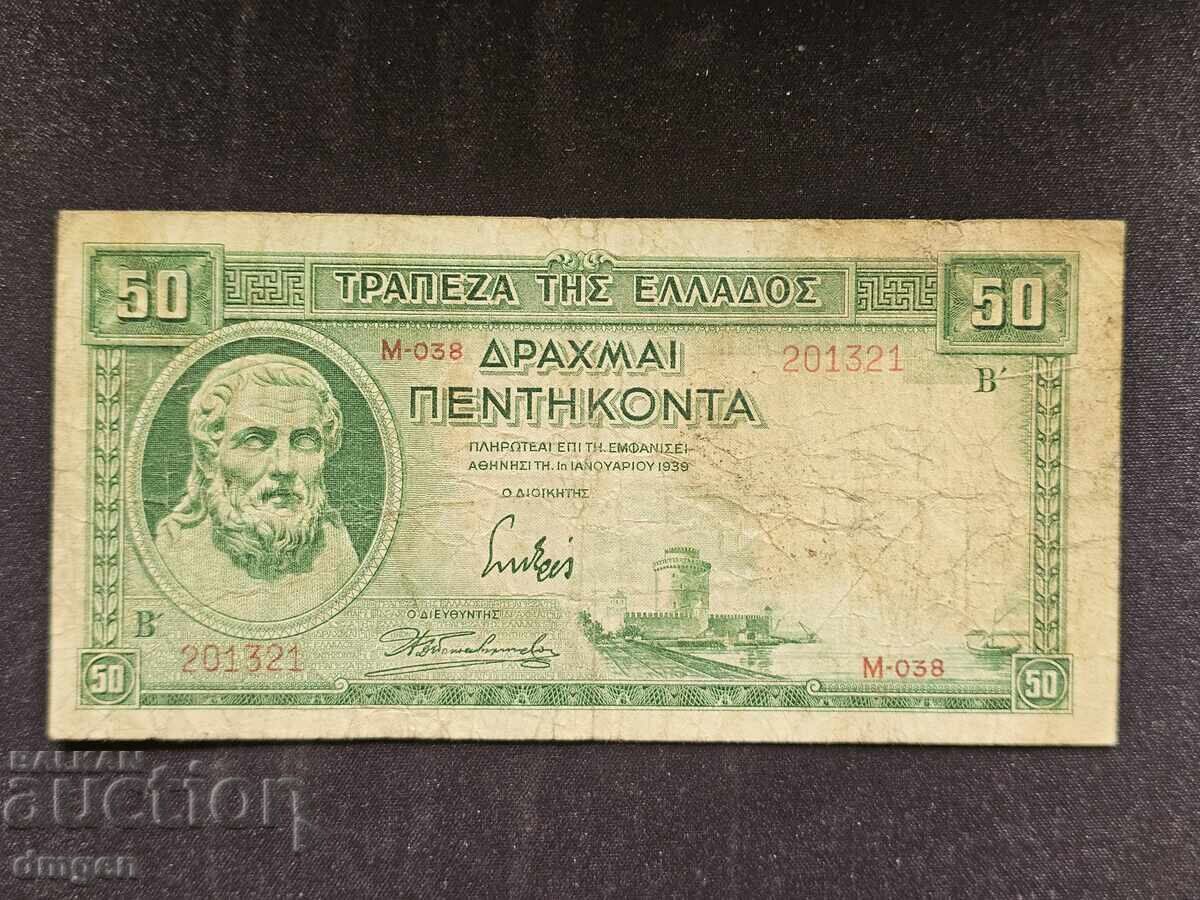 50 ΤΡΑΠΕΖΑ ΤΗΣ ΕΛΛΑΔΟΣ 50
Μ-038 ΔΡΑΧΜΑΙ 201321
ΠΕΝΤΗΚΟΝΤΑ Β΄
ΠΛΗΡΩΤΕΑΙ ΕΠΙ ΤΗ, ΕΜΦΑΝΙΣΕΙ
ΑΘΗΝΗΣΙ ΤΗ, 1η ΙΑΝΟΥΑΡΙΟΥ 1939
Ο ΔΙΟΙΚΗΤΗΣ
Ο ΔΙΕΥΘΥΝΤΗΣ
Β΄
201321 Μ-038
50 50
BALKAN
auction
dmgen